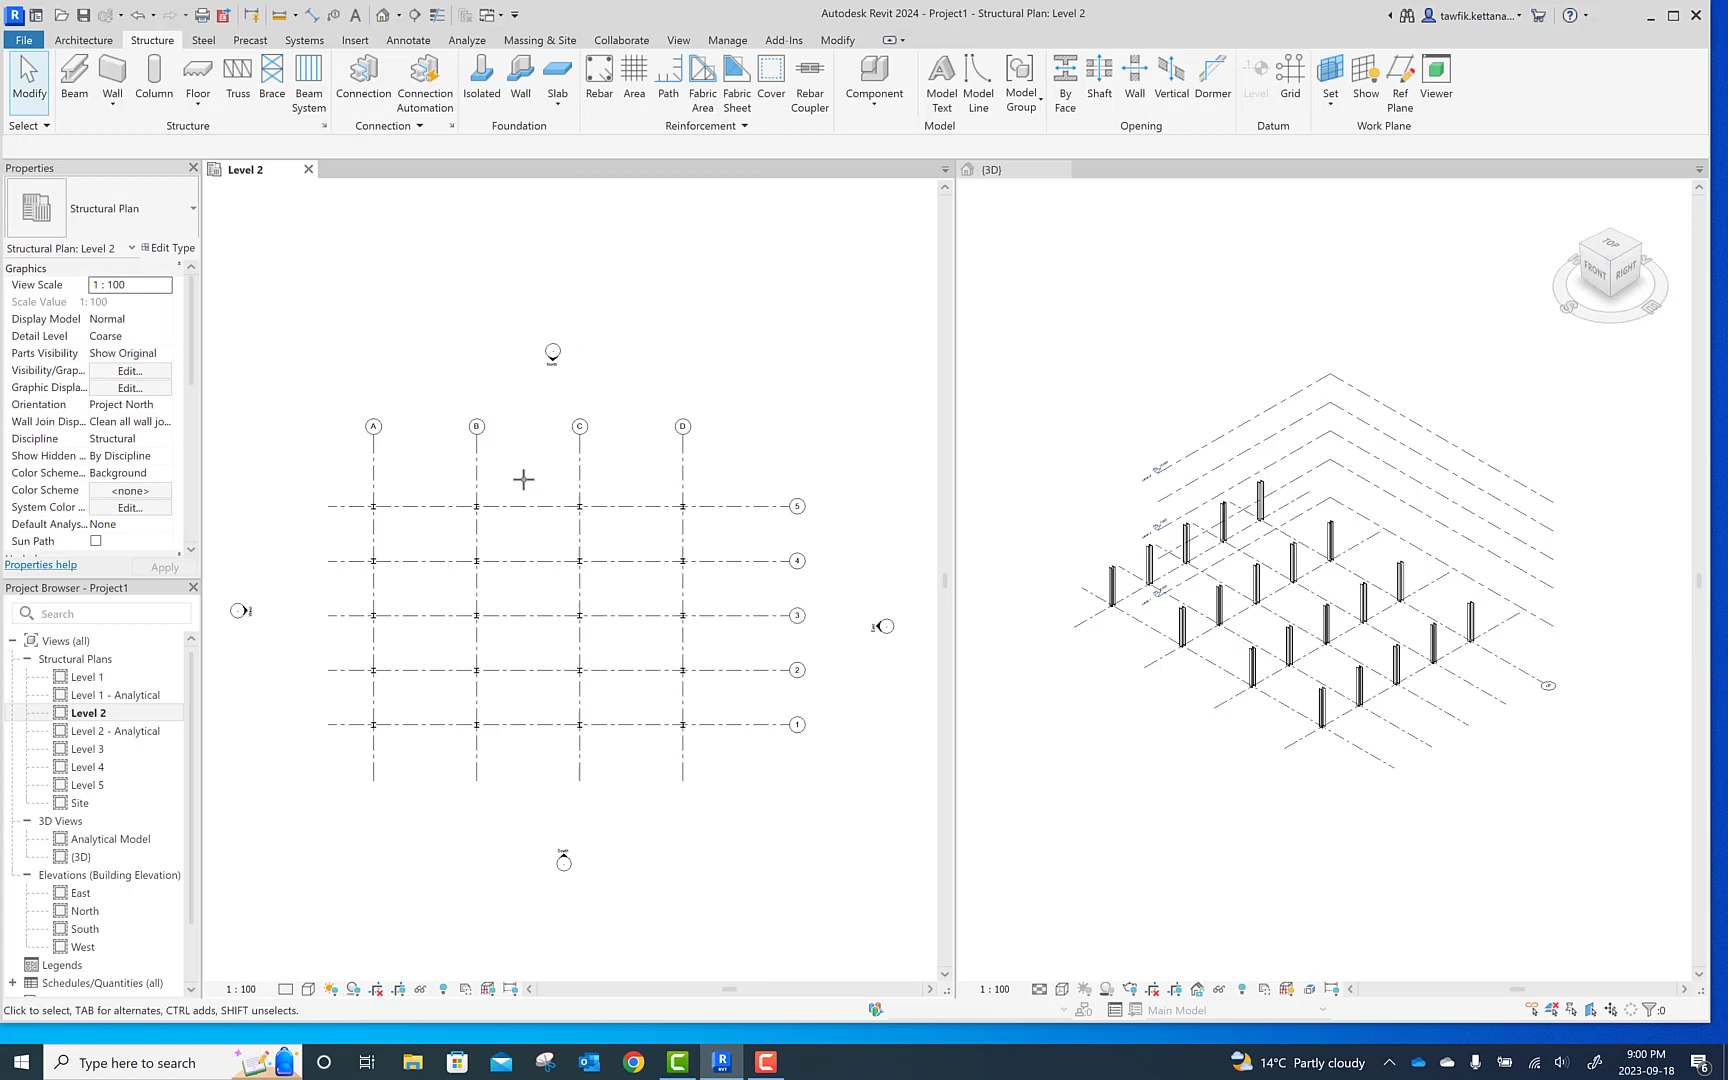 Autodesk Revit 2024 - Project1 - Structural Plan: Level 2
tawfik.kettana...
File Architecture Structure Steel Precast Systems Insert Annotate Analyze Massing & Site Collaborate View Manage Add-Ins Modify
Modify Beam Wall Column Floor Truss Brace Beam System Connection Connection Automation Isolated Wall Slab Rebar Area Path Fabric Area Fabric Sheet Cover Rebar Coupler Component Model Text Model Line Model Group By Face Shaft Wall Vertical Dormer Level Grid Set Show Ref Plane Viewer
Select Structure Connection Foundation Reinforcement Model Opening Datum Work Plane
Properties
Level 2
{3D}
Structural Plan
Structural Plan: Level 2 Edit Type
Graphics
View Scale 1 : 100
Scale Value 1: 100
Display Model Normal
Detail Level Coarse
Parts Visibility Show Original
Visibility/Grap... Edit...
Graphic Displa... Edit...
Orientation Project North
Wall Join Disp... Clean all wall jo...
Discipline Structural
Show Hidden ... By Discipline
Color Scheme... Background
Color Scheme <none>
System Color ... Edit...
Default Analys... None
Sun Path
Properties help Apply
Project Browser - Project1
Search
Views (all)
Structural Plans
Level 1
Level 1 - Analytical
Level 2
Level 2 - Analytical
Level 3
Level 4
Level 5
Site
3D Views
Analytical Model
{3D}
Elevations (Building Elevation)
East
North
South
West
Legends
Schedules/Quantities (all)
North
A B C D
5
4
3
2
1
South
TOP
FRONT RIGHT
S E
1 : 100
1 : 100
Click to select, TAB for alternates, CTRL adds, SHIFT unselects.
Main Model
:0
Type here to search
14°C Partly cloudy
9:00 PM
2023-09-18
6